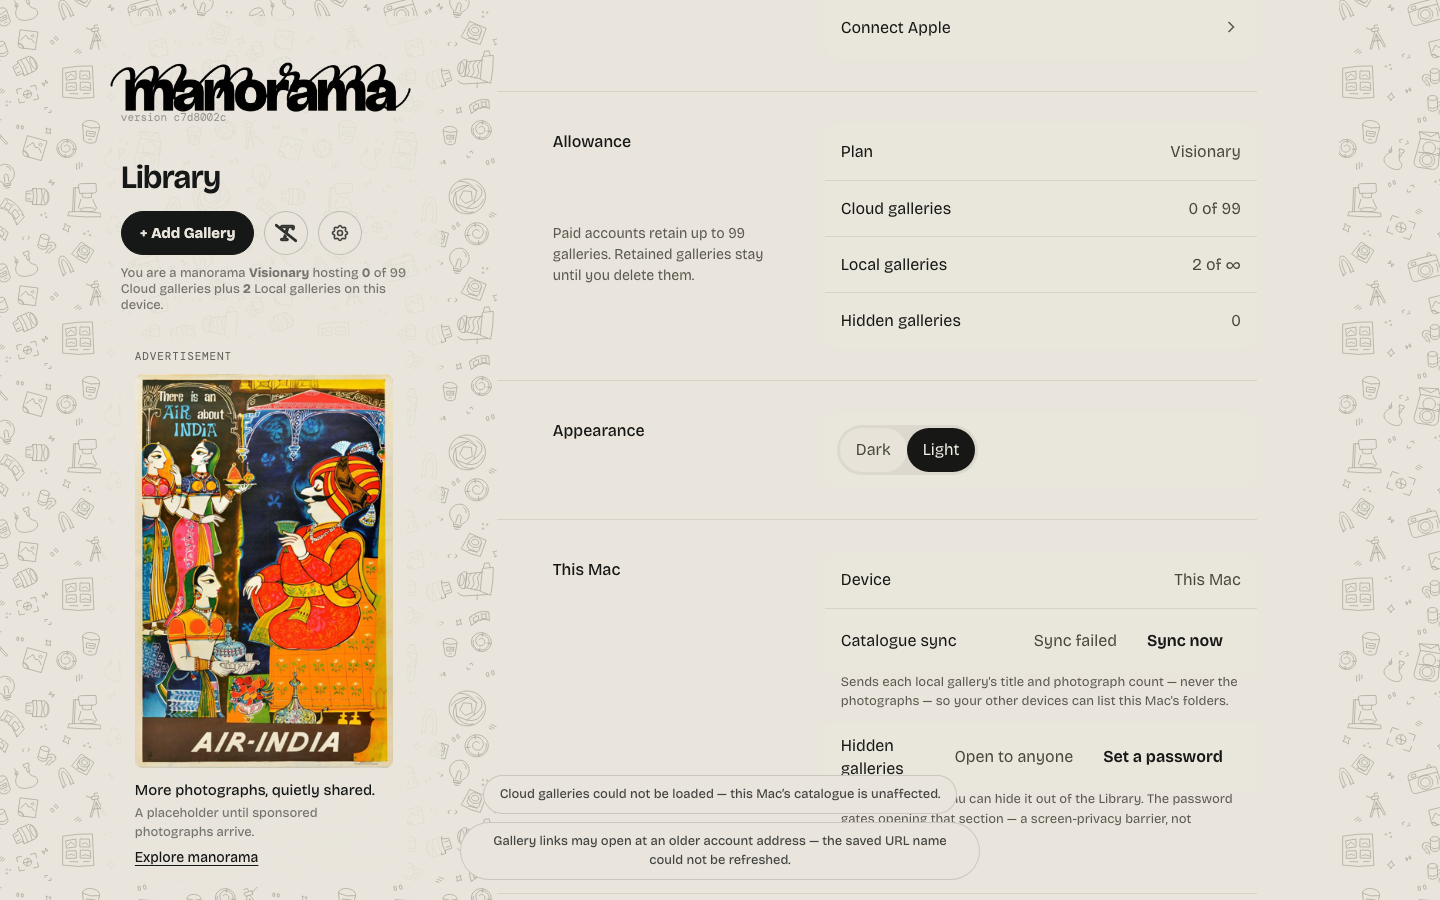 manorama
version c7d8002c
Library
+ Add Gallery
You are a manorama Visionary hosting 0 of 99
Cloud galleries plus 2 Local galleries on this
device.
ADVERTISEMENT
There is an
AIR about
INDIA
AIR-INDIA
More photographs, quietly shared.
A placeholder until sponsored
photographs arrive.
Explore manorama
Connect Apple
Allowance
Paid accounts retain up to 99
galleries. Retained galleries stay
until you delete them.
Plan Visionary
Cloud galleries 0 of 99
Local galleries 2 of ∞
Hidden galleries 0
Appearance
Dark Light
This Mac
Device This Mac
Catalogue sync Sync failed Sync now
Sends each local gallery's title and photograph count — never the
photographs — so your other devices can list this Mac's folders.
Hidden
galleries Open to anyone Set a password
can hide it out of the Library. The password
gates opening that section — a screen-privacy barrier, not
Cloud galleries could not be loaded — this Mac's catalogue is unaffected.
Gallery links may open at an older account address — the saved URL name
could not be refreshed.